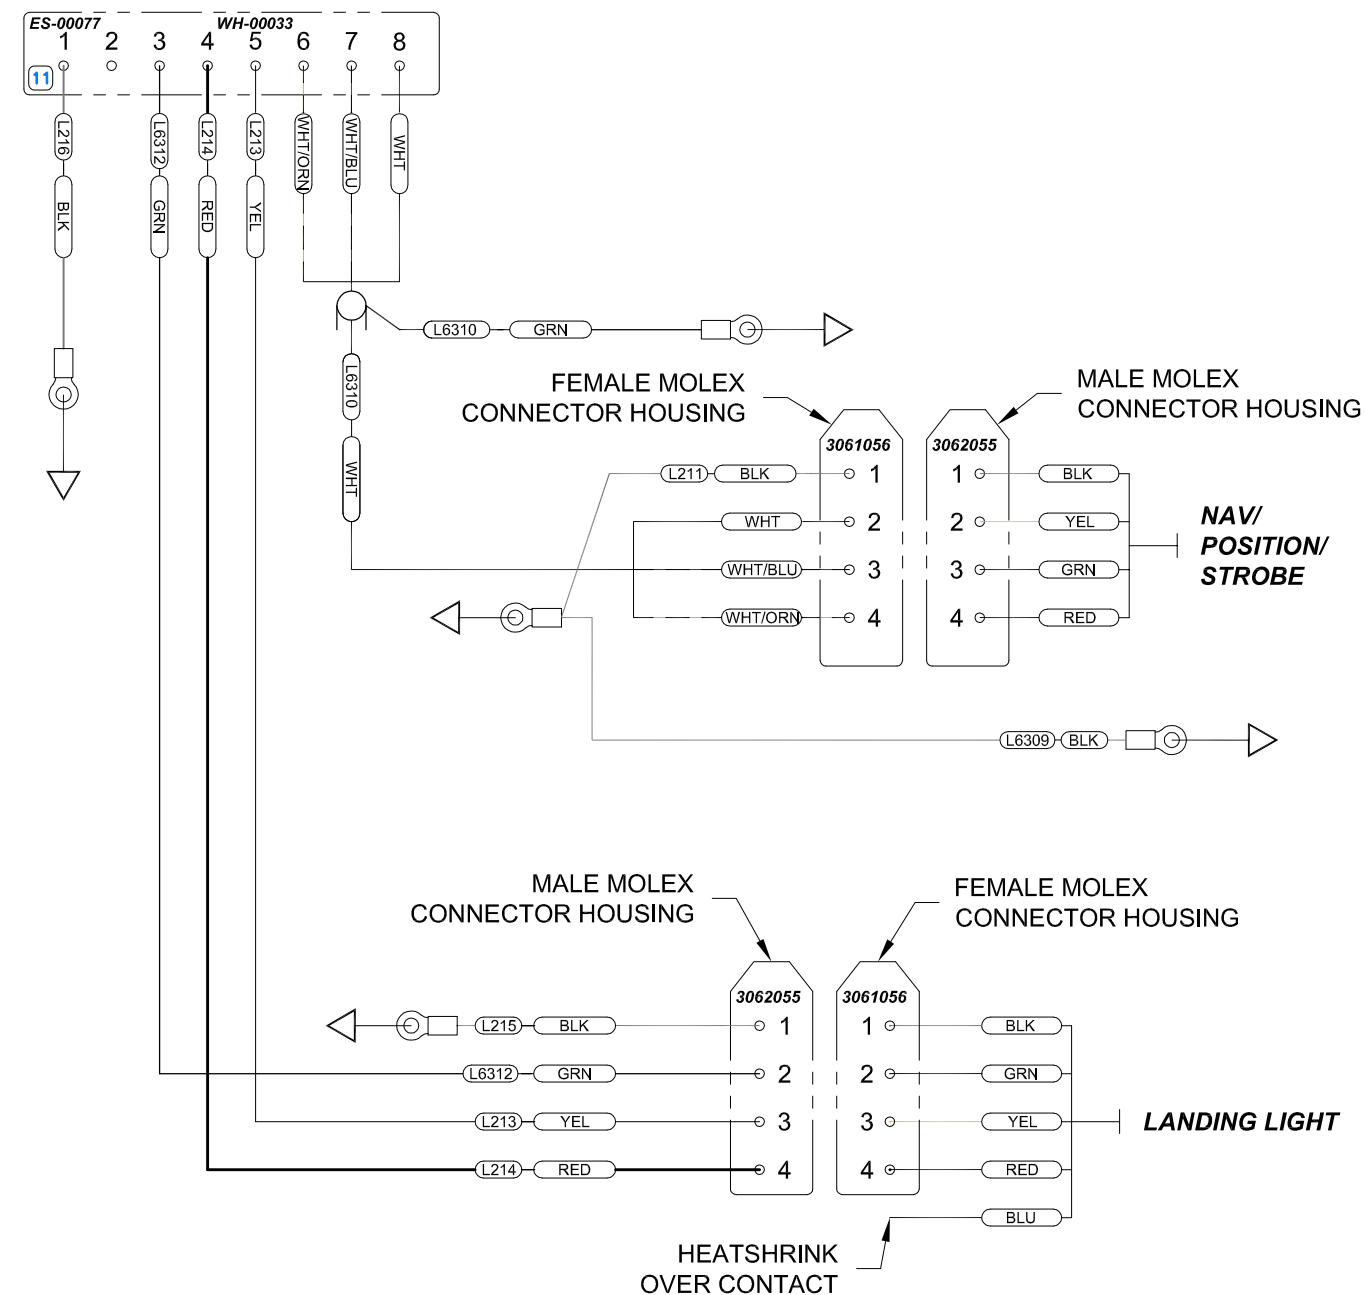 ES-00077 WH-00033
1 2 3 4 5 6 7 8
11
L216 L6312 L214 L213 WHT/ORN WHT/BLU WHT
BLK GRN RED YEL
L6310 GRN
L6310
WHT
FEMALE MOLEX
CONNECTOR HOUSING
MALE MOLEX
CONNECTOR HOUSING
3061056 3062055
L211 BLK 1 1 BLK
WHT 2 2 YEL
WHT/BLU 3 3 GRN
WHT/ORN 4 4 RED
NAV/
POSITION/
STROBE
L6309 BLK
MALE MOLEX
CONNECTOR HOUSING
FEMALE MOLEX
CONNECTOR HOUSING
3062055 3061056
L215 BLK 1 1 BLK
L6312 GRN 2 2 GRN
L213 YEL 3 3 YEL
L214 RED 4 4 RED
LANDING LIGHT
BLU
HEATSHRINK
OVER CONTACT